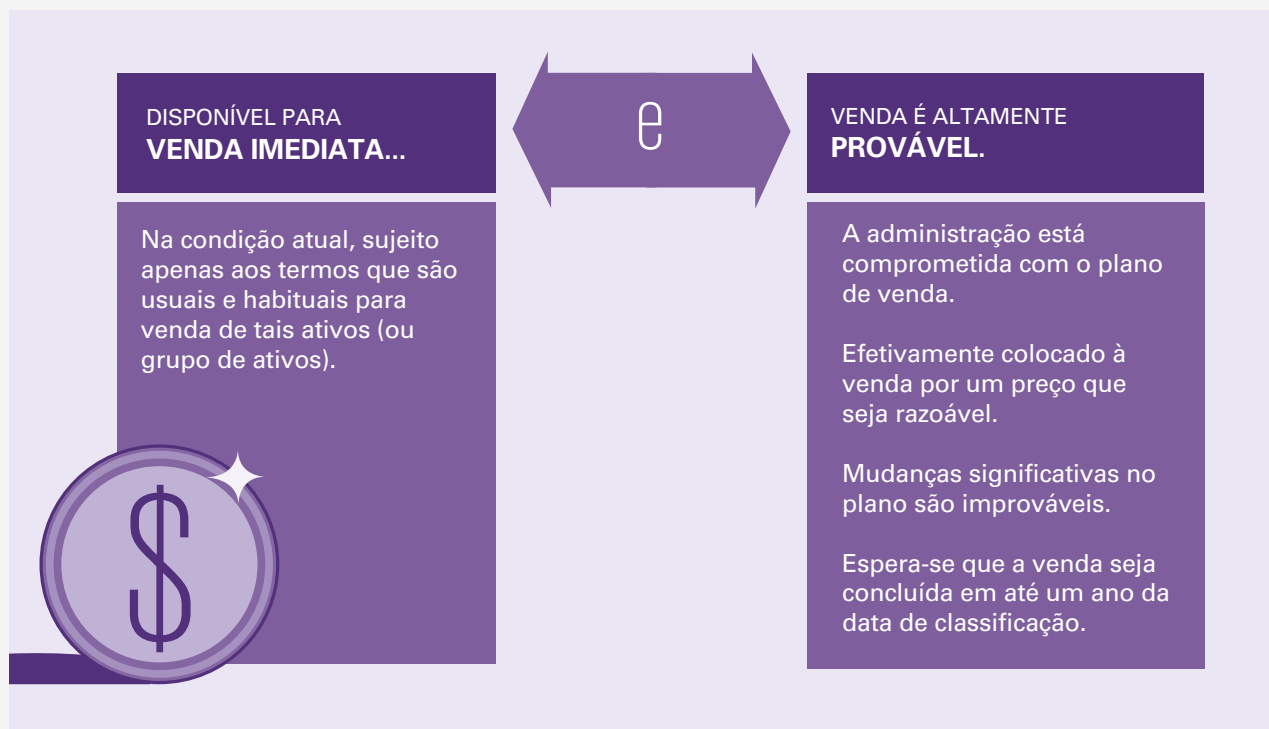 DISPONÍVEL PARA
VENDA IMEDIATA...
e
VENDA É ALTAMENTE
PROVÁVEL.
Na condição atual, sujeito
apenas aos termos que são
usuais e habituais para
venda de tais ativos (ou
grupo de ativos).
$
A administração está
comprometida com o plano
de venda.
Efetivamente colocado à
venda por um preço que
seja razoável.
Mudanças significativas no
plano são improváveis.
Espera-se que a venda seja
concluída em até um ano da
data de classificação.